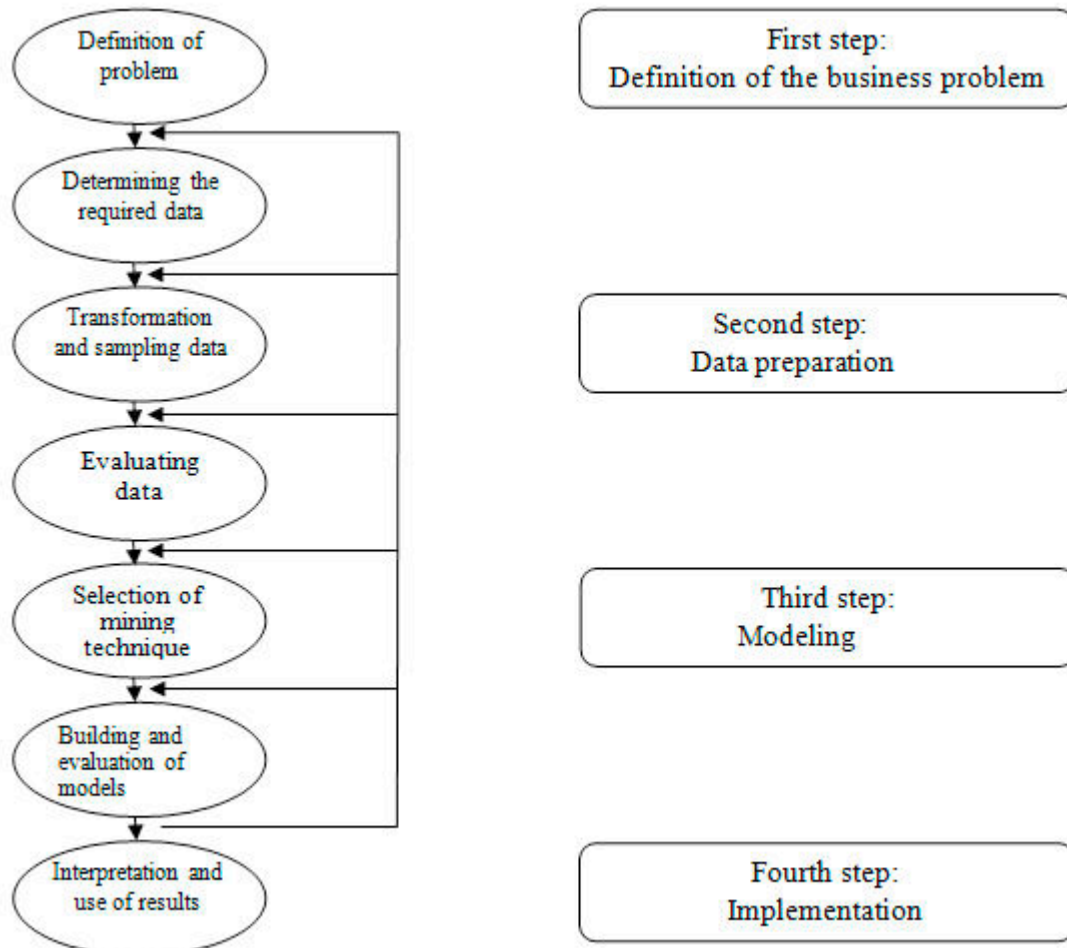 Definition of
problem
First step:
Definition of the business problem
Determining the
required data
Transformation
and sampling data
Second step:
Data preparation
Evaluating
data
Selection of
mining
technique
Third step:
Modeling
Building and
evaluation of
models
Interpretation and
use of results
Fourth step:
Implementation